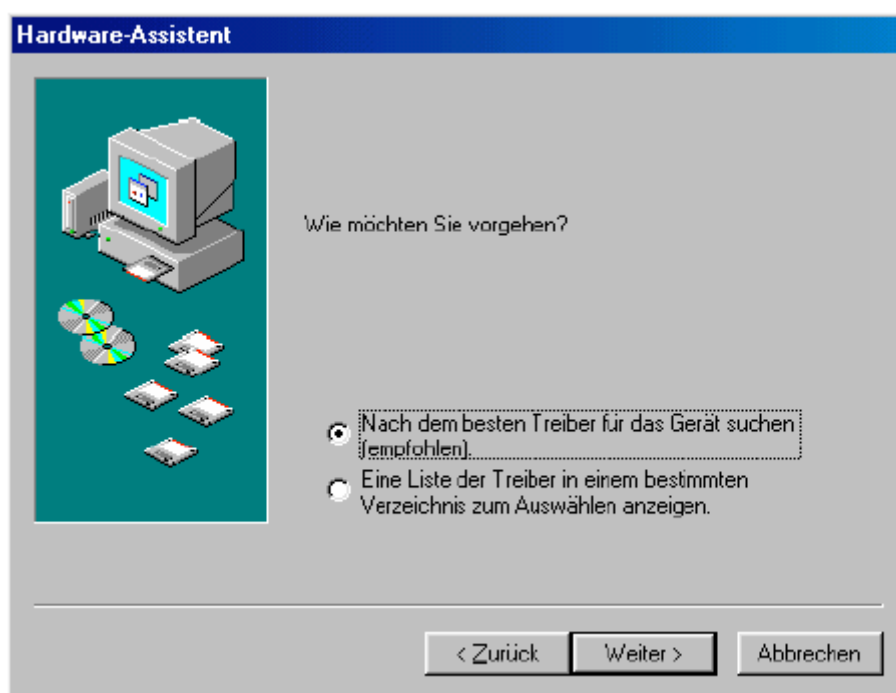 Hardware-Assistent
Wie möchten Sie vorgehen?
Nach dem besten Treiber für das Gerät suchen
(empfohlen).
Eine Liste der Treiber in einem bestimmten
Verzeichnis zum Auswählen anzeigen.
< Zurück Weiter > Abbrechen